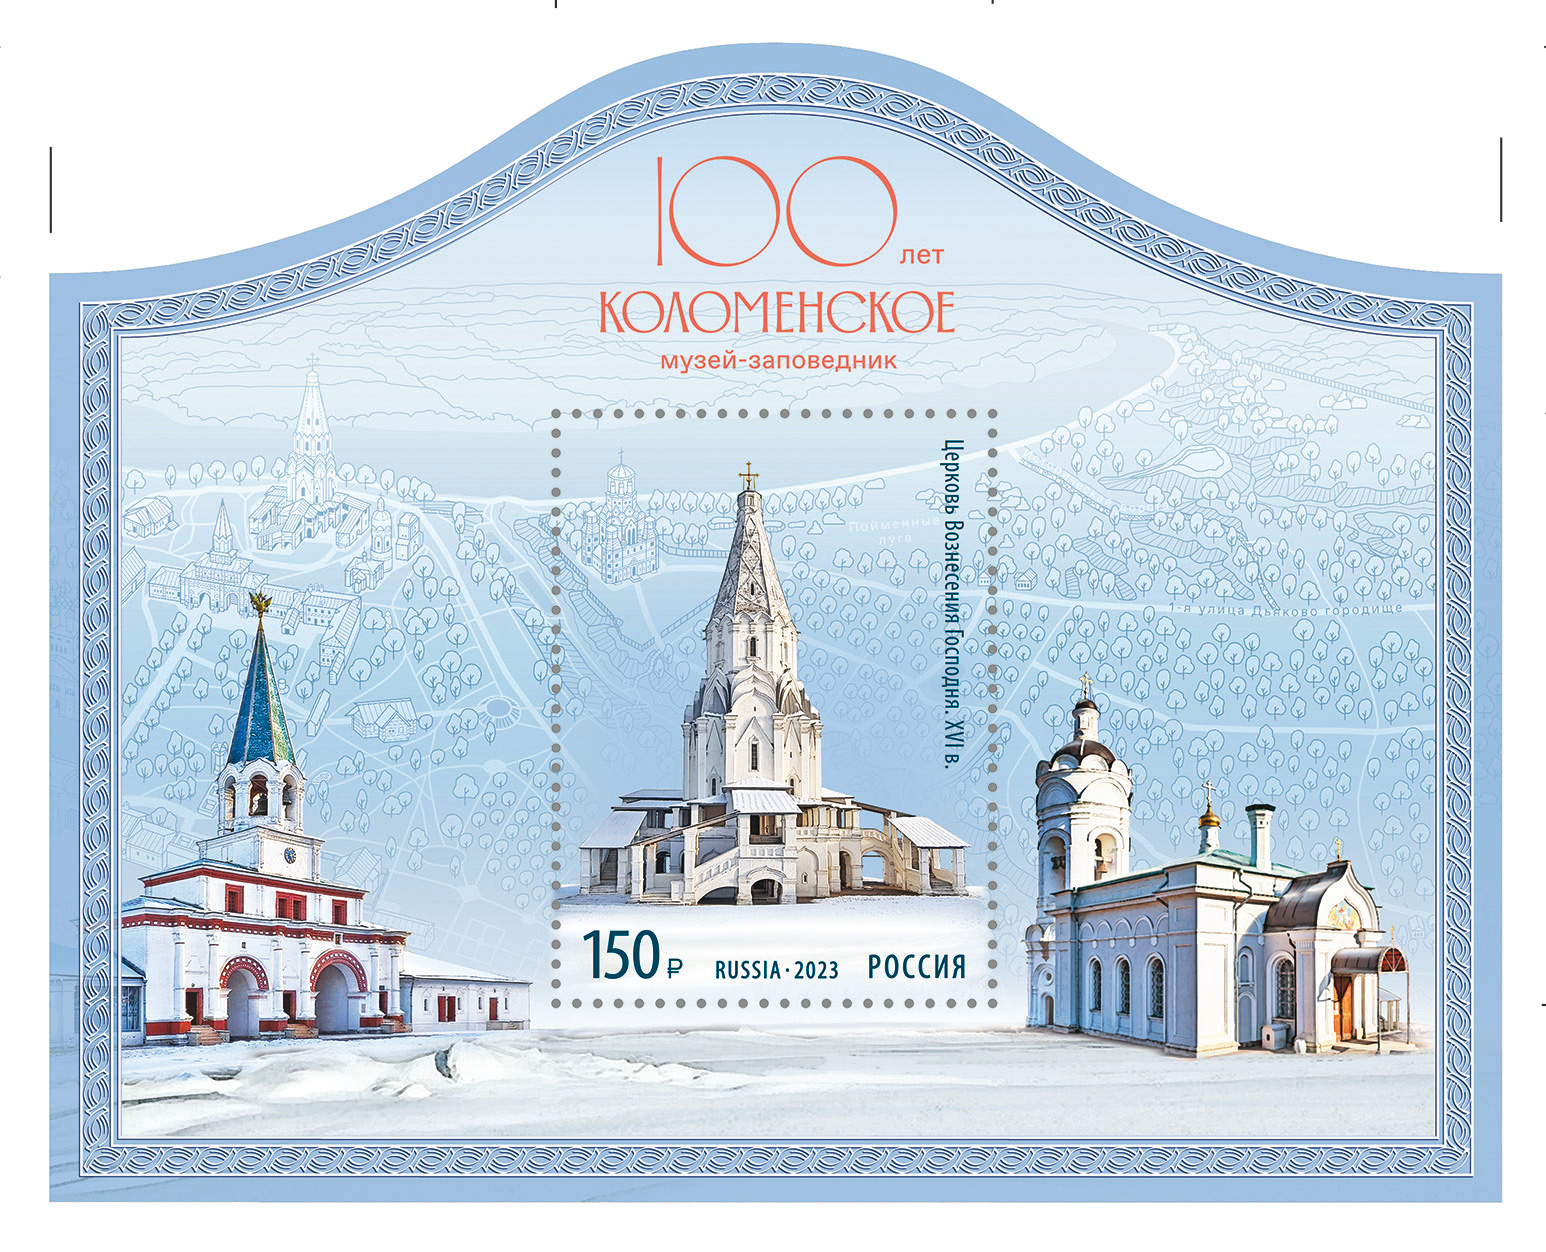 100 лет
КОЛОМЕНСКОЕ
музей-заповедник
Церковь Вознесения Господня. XVI в.
Пойменные
луга
1-я улица Дьяково городище
150 ₽ RUSSIA · 2023 РОССИЯ